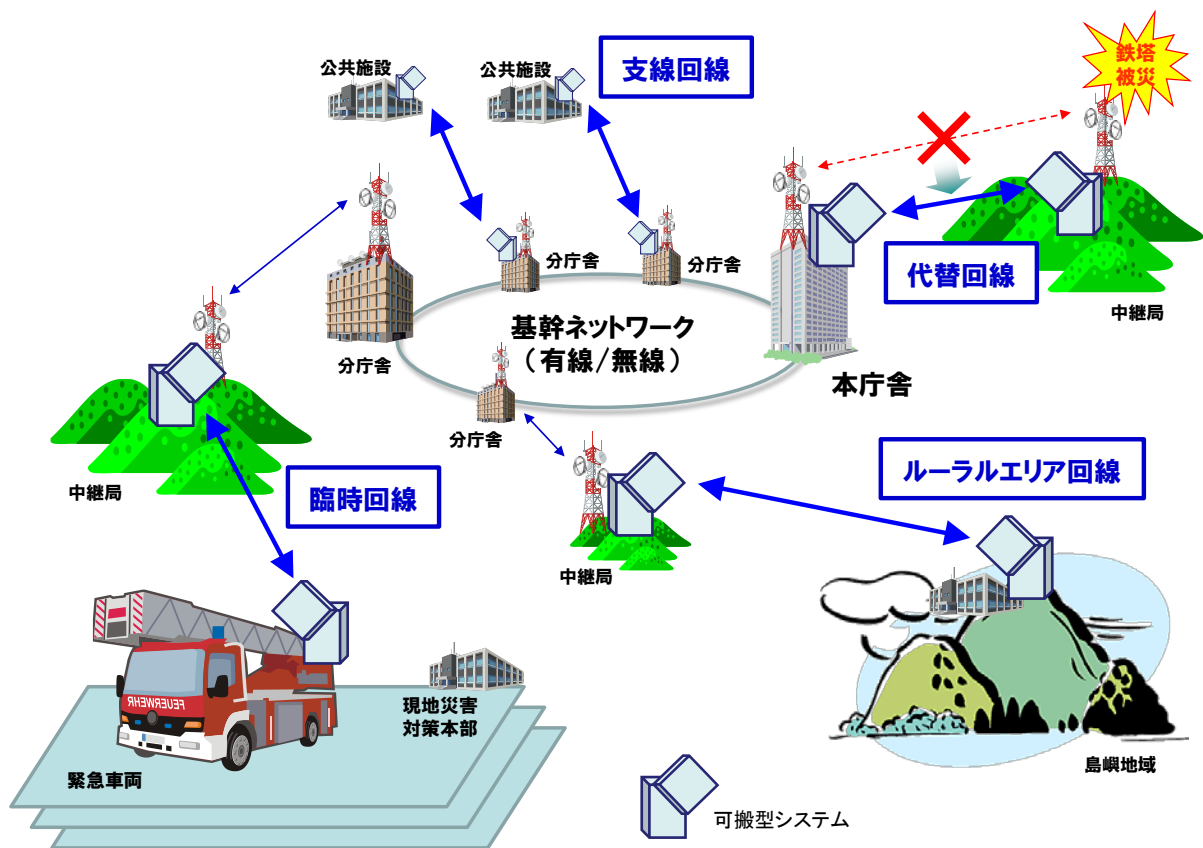 公共施設
公共施設
支線回線
鉄塔
被災
分庁舎
分庁舎
代替回線
中継局
基幹ネットワーク
(有線/無線)
分庁舎
本庁舎
分庁舎
中継局
臨時回線
ルーラルエリア回線
中継局
FEUERWEHR
現地災害
対策本部
緊急車両
島嶼地域
可搬型システム